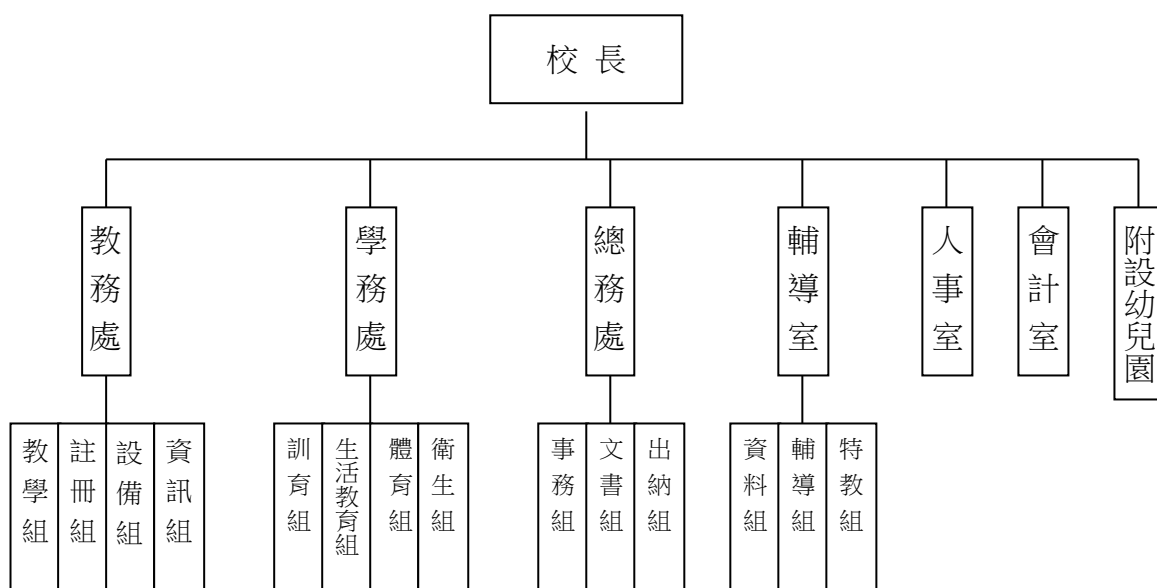 校長
教務處
學務處
總務處
輔導室
人事室
會計室
附設幼兒園
教學組
註冊組
設備組
資訊組
訓育組
生活教育組
體育組
衛生組
事務組
文書組
出納組
資料組
輔導組
特教組